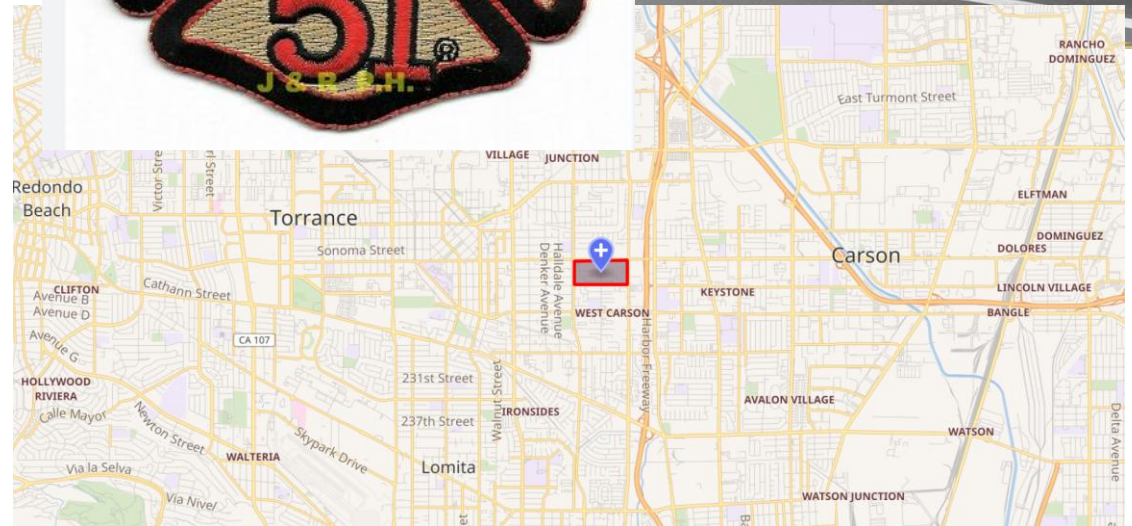 51®
J & R P.H.
RANCHO
DOMINGUEZ
East Turmont Street
VILLAGE
JUNCTION
Redondo
Beach
Torrance
Sonoma Street
Halldale Avenue
Denker Avenue
ELFTMAN
DOMINGUEZ
DOLORES
Carson
LINCOLN VILLAGE
BANGLE
CLIFTON
Avenue B
Avenue D
Cathann Street
KEYSTONE
WEST CARSON
Harbor Freeway
Avenue G
CA 107
HOLLYWOOD
RIVIERA
Calle Mayor
Newton Street
231st Street
237th Street
Walnut Street
IRONSIDES
AVALON VILLAGE
Delta Avenue
WATSON
WALTERIA
Skypark Drive
Via la Selva
Lomita
WATSON JUNCTION